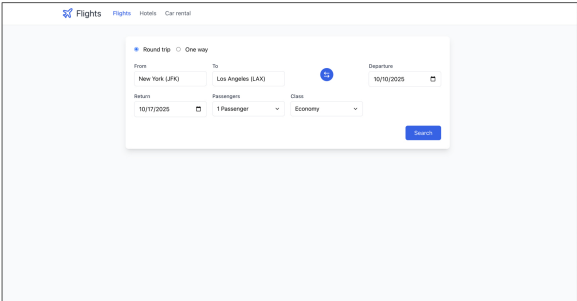 Flights Flights Hotels Car rental
Round trip One way
From To Departure
New York (JFK) Los Angeles (LAX) 10/10/2025
Return Passengers Class
10/17/2025 1 Passenger Economy
Search